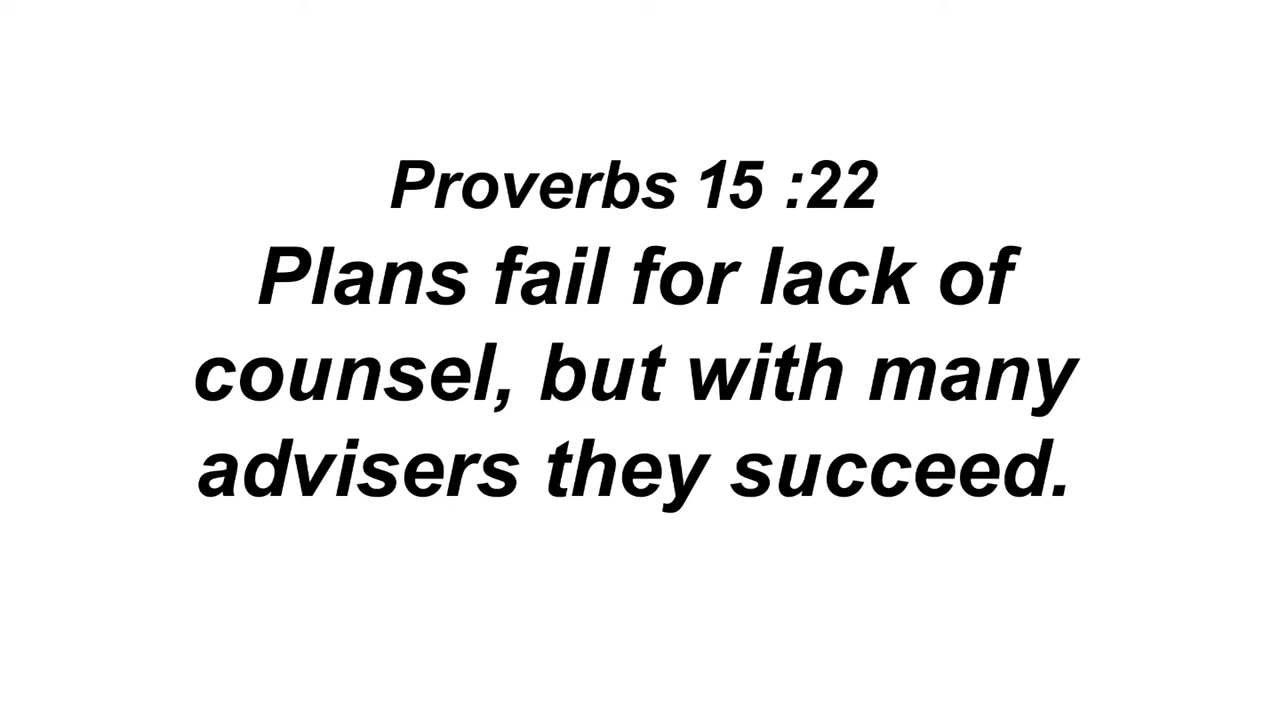 Proverbs 15 :22
Plans fail for lack of
counsel, but with many
advisers they succeed.